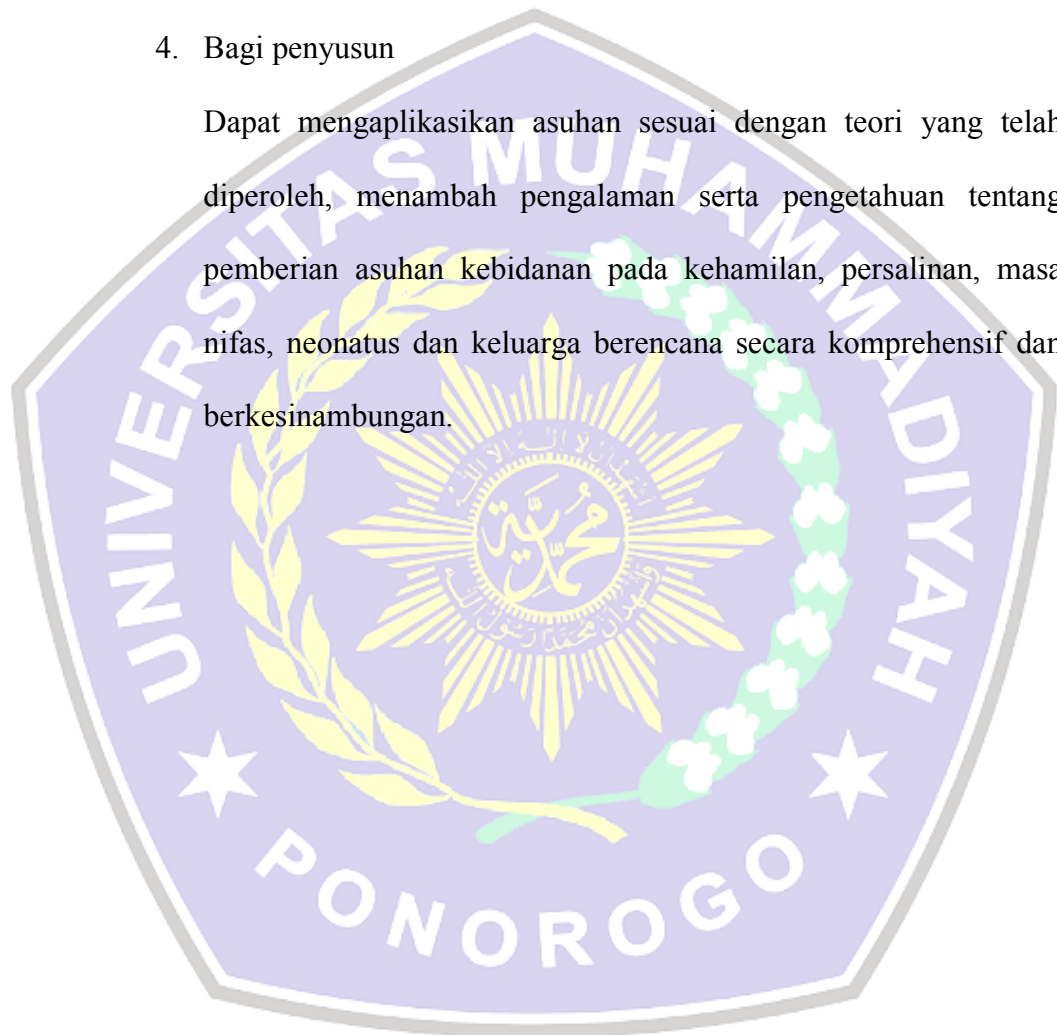 4. Bagi penyusun
Dapat mengaplikasikan asuhan sesuai dengan teori yang telah
diperoleh, menambah pengalaman serta pengetahuan tentang
pemberian asuhan kebidanan pada kehamilan, persalinan, masa
nifas, neonatus dan keluarga berencana secara komprehensif dan
berkesinambungan.
UNIVERSITAS MUHAMMADIYAH
PONOROGO